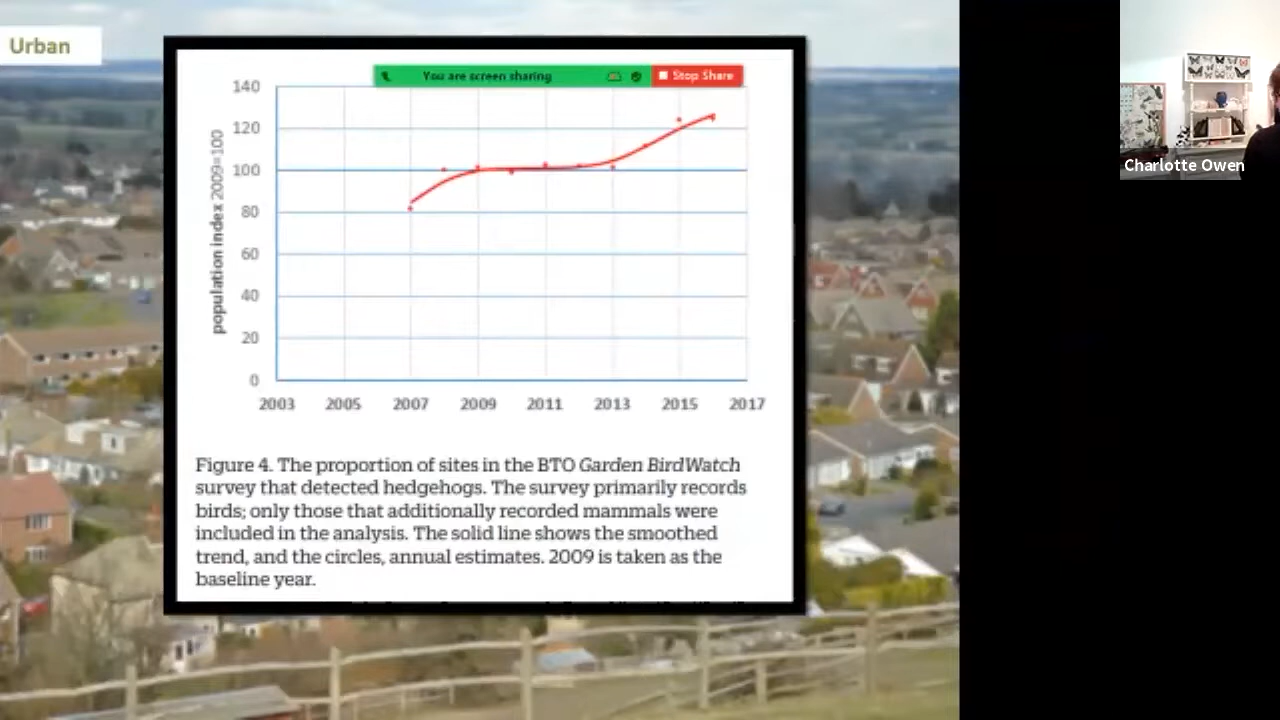 Urban
You are screen sharing
Stop Share
140
120
100
80
60
40
20
0
population index 2009=100
2003 2005 2007 2009 2011 2013 2015 2017
Figure 4. The proportion of sites in the BTO Garden BirdWatch
survey that detected hedgehogs. The survey primarily records
birds; only those that additionally recorded mammals were
included in the analysis. The solid line shows the smoothed
trend, and the circles, annual estimates. 2009 is taken as the
baseline year.
Charlotte Owen